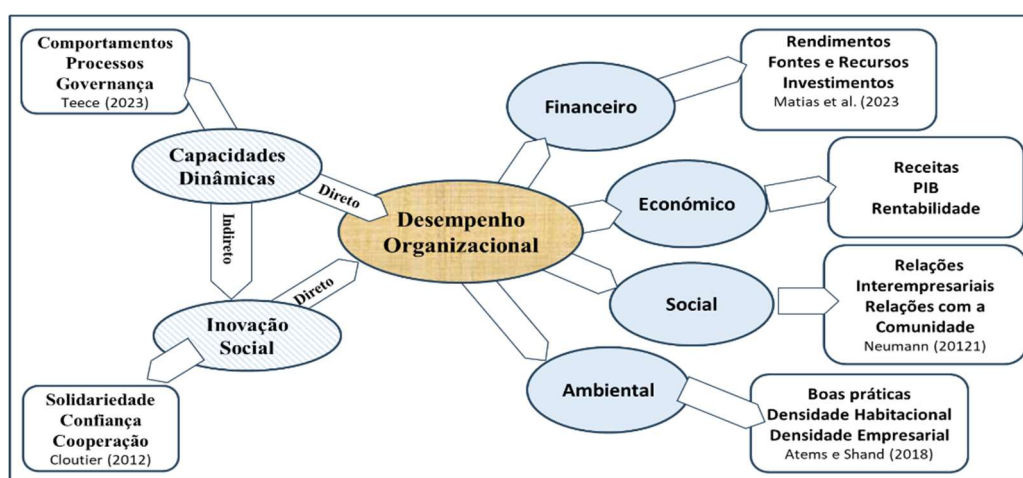 Comportamentos
Processos
Governança
Teece (2023)
Capacidades
Dinâmicas
Direto
Indireto
Direto
Inovação
Social
Solidariedade
Confiança
Cooperação
Cloutier (2012)
Desempenho
Organizacional
Financeiro
Rendimentos
Fontes e Recursos
Investimentos
Matias et al. (2023
Económico
Receitas
PIB
Rentabilidade
Social
Relações
Interempresariais
Relações com a
Comunidade
Neumann (20121)
Ambiental
Boas práticas
Densidade Habitacional
Densidade Empresarial
Atems e Shand (2018)